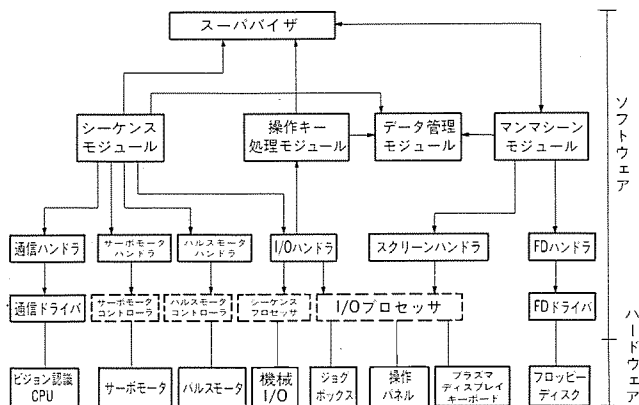 スーパバイザ
シーケンス
モジュール
操作キー
処理モジュール
データ管理
モジュール
マンマシーン
モジュール
ソフトウェア
通信ハンドラ
サーボモータ
ハンドラ
パルスモータ
ハンドラ
I/Oハンドラ
スクリーンハンドラ
FDハンドラ
通信ドライバ
サーボモータ
コントローラ
パルスモータ
コントローラ
シーケンス
プロセッサ
I/Oプロセッサ
FDドライバ
ハードウェア
ビジョン認識
CPU
サーボモータ
パルスモータ
機械
I/O
ジョグ
ボックス
操作
パネル
プラズマ
ディスプレイ
キーボード
フロッピー
ディスク